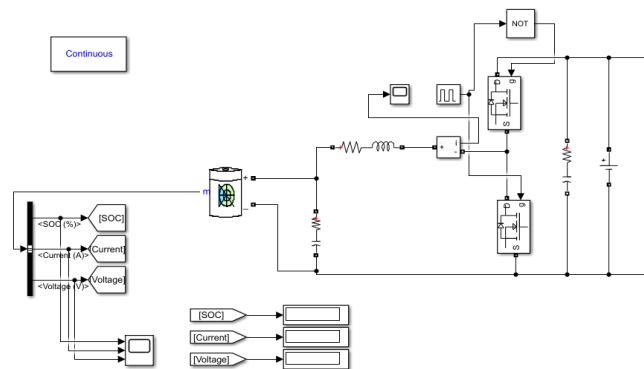 NOT
Continuous
D
g
S
i
+
-
D
g
S
+
m
+
−
[SOC]
<SOC (%)>
[Current]
<Current (A)>
[Voltage]
<Voltage (V)>
[SOC]
[Current]
[Voltage]